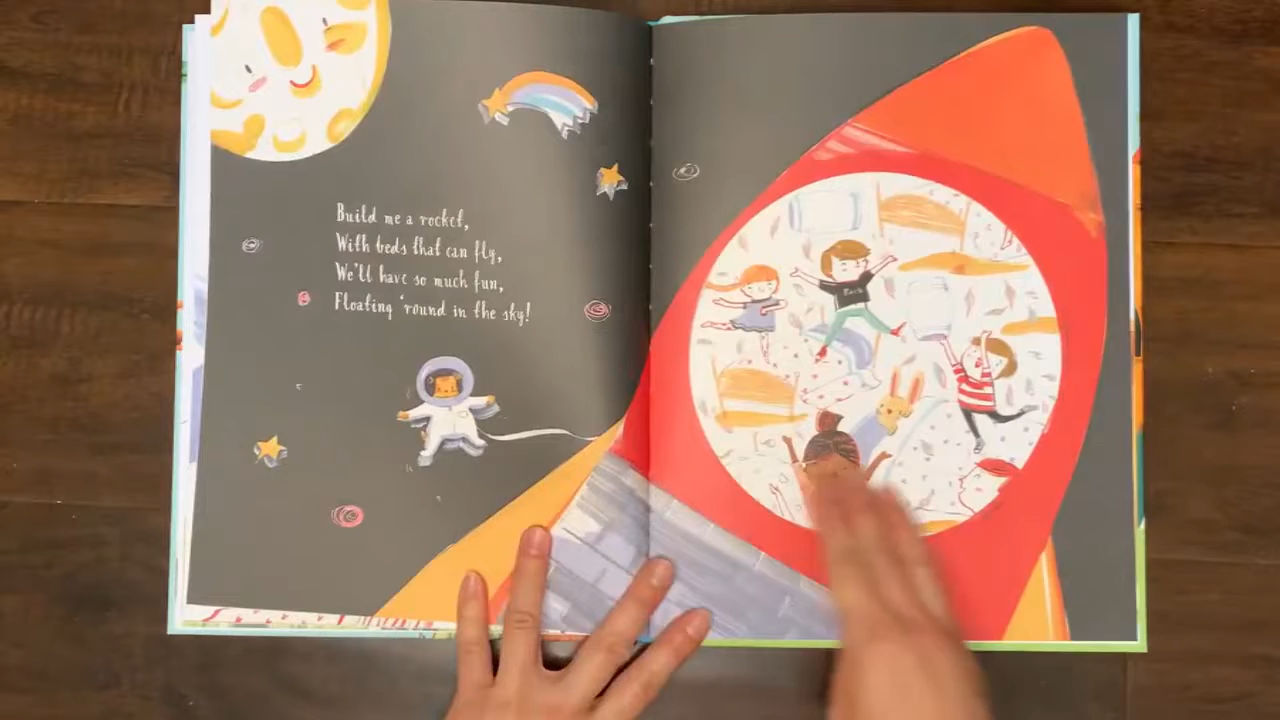 Build me a rocket,
With beds that can fly,
We'll have so much fun,
Floating 'round in the sky!
Rock